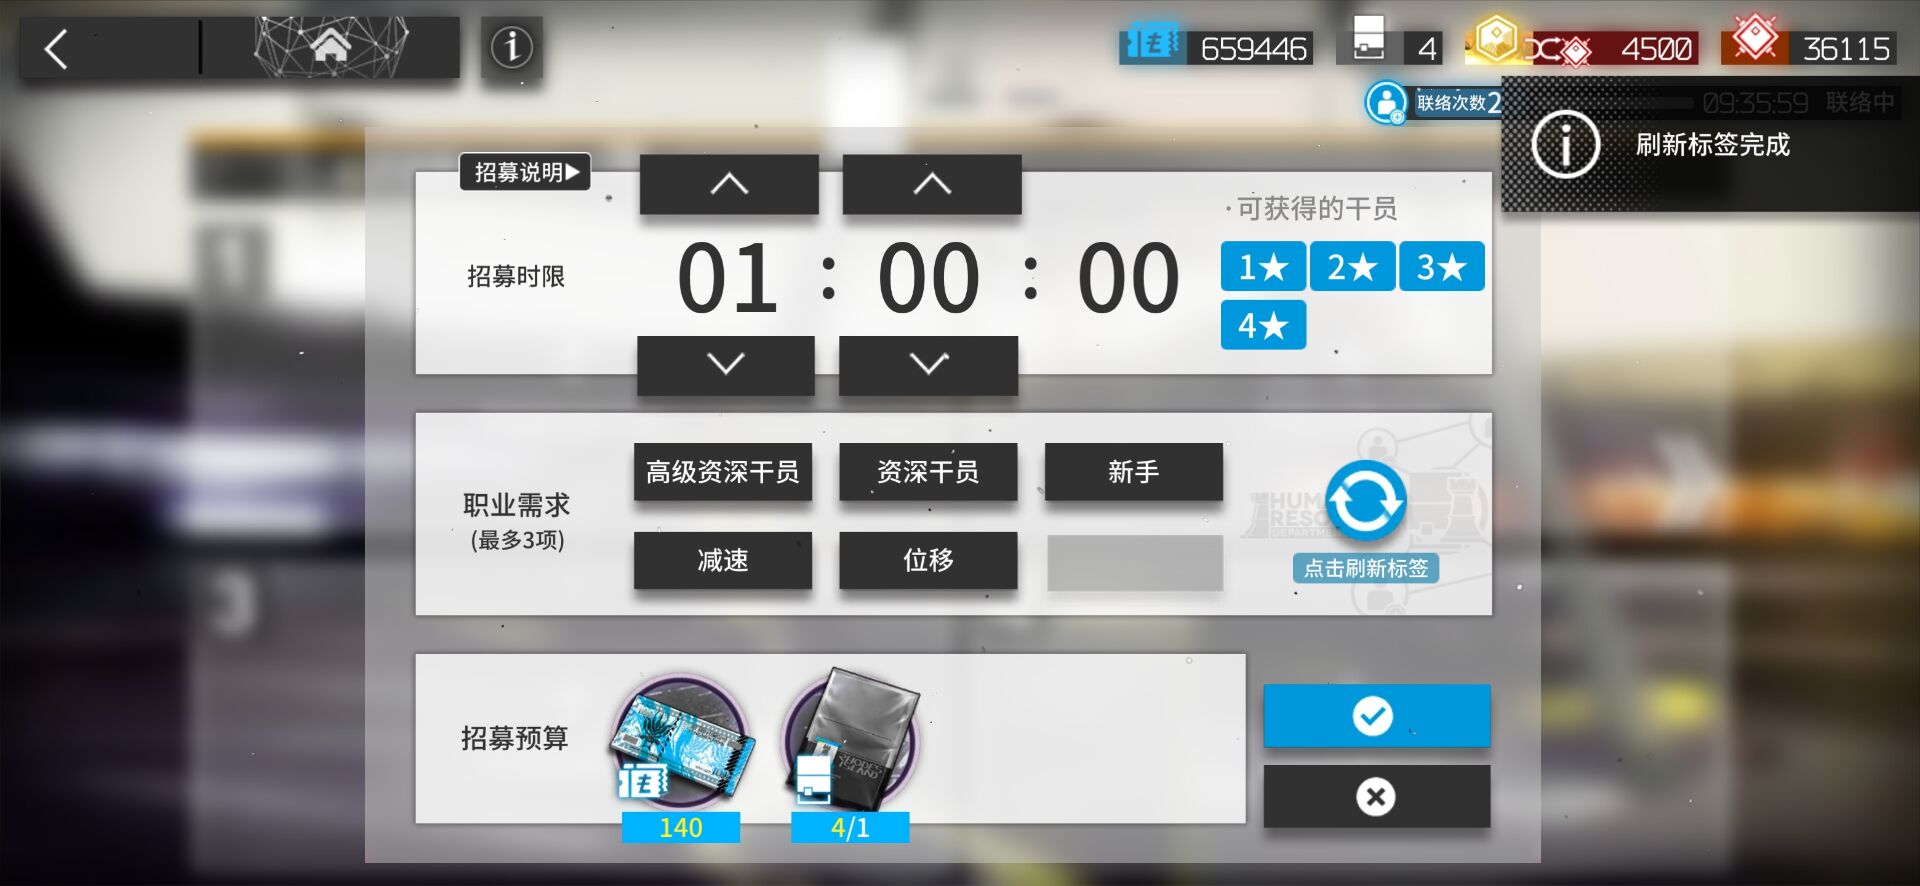 659446
4
4500
36115
联络次数2
09:35:59 联络中
刷新标签完成
招募说明▶
·可获得的干员
招募时限
01 : 00 : 00
1★ 2★ 3★
4★
高级资深干员 资深干员 新手
职业需求
(最多3项)
减速 位移
点击刷新标签
招募预算
RHODES
ISLAND
140
4/1